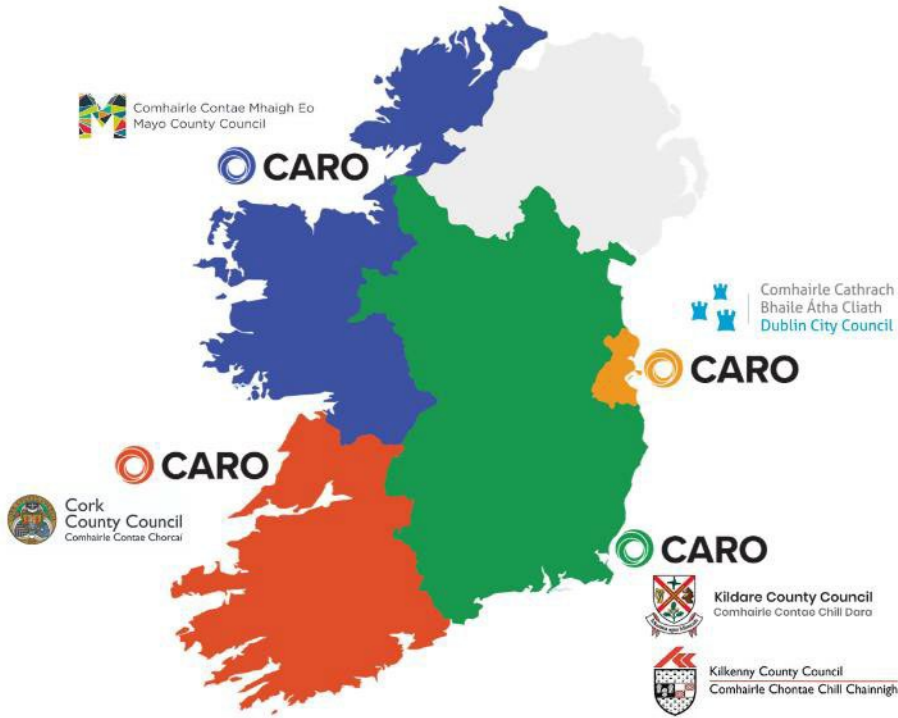 Comhairle Contae Mhaigh Eo
Mayo County Council
CARO
Comhairle Cathrach
Bhaile Átha Cliath
Dublin City Council
CARO
CARO
Cork
County Council
Comhairle Contae Chorcaí
CARO
Kildare County Council
Comhairle Contae Chill Dara
Kilkenny County Council
Comhairle Chontae Chill Chainnigh